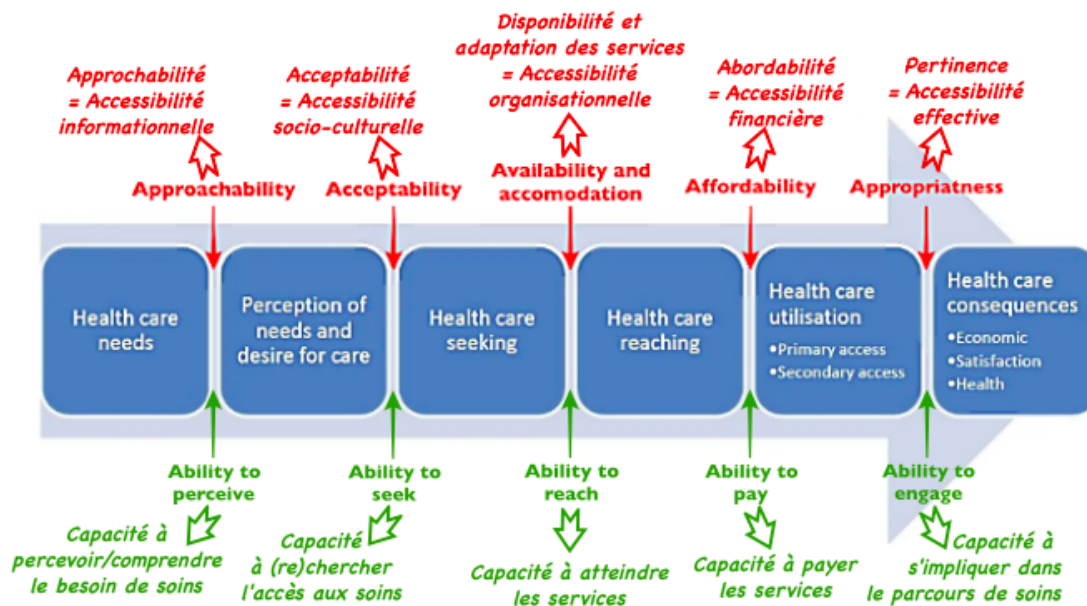 Approchabilité
= Accessibilité
informationnelle
Acceptabilité
= Accessibilité
socio-culturelle
Disponibilité et
adaptation des services
= Accessibilité
organisationnelle
Abordabilité
= Accessibilité
financière
Pertinence
= Accessibilité
effective
Approachability
Acceptability
Availability and
accomodation
Affordability
Appropriatness
Health care
needs
Perception of
needs and
desire for care
Health care
seeking
Health care
reaching
Health care
utilisation
•Primary access
•Secondary access
Health care
consequences
•Economic
•Satisfaction
•Health
Ability to
perceive
Ability to
seek
Ability to
reach
Ability to
pay
Ability to
engage
Capacité à
percevoir/comprendre
le besoin de soins
Capacité
à (re)chercher
l'accès aux soins
Capacité à atteindre
les services
Capacité à payer
les services
Capacité à
s'impliquer dans
le parcours de soins